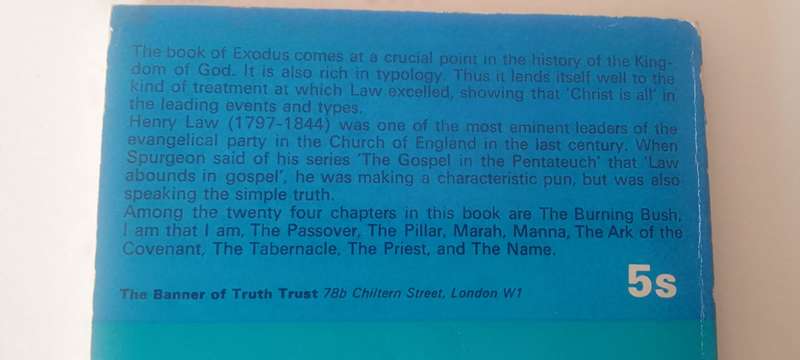 The book of Exodus comes at a crucial point in the history of the King-
dom of God. It is also rich in typology. Thus it lends itself well to the
kind of treatment at which Law excelled, showing that 'Christ is all' in
the leading events and types.
Henry Law (1797-1844) was one of the most eminent leaders of the
evangelical party in the Church of England in the last century. When
Spurgeon said of his series 'The Gospel in the Pentateuch' that 'Law
abounds in gospel', he was making a characteristic pun, but was also
speaking the simple truth.
Among the twenty four chapters in this book are The Burning Bush,
I am that I am, The Passover, The Pillar, Marah, Manna, The Ark of the
Covenant, The Tabernacle, The Priest, and The Name.
5s
The Banner of Truth Trust 78b Chiltern Street, London W1